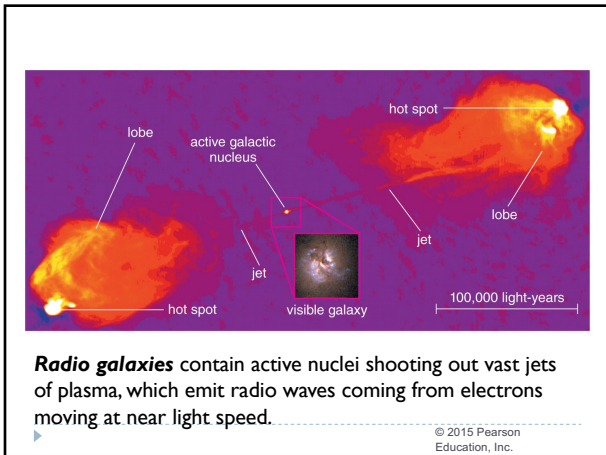 hot spot
lobe
active galactic
nucleus
lobe
jet
jet
100,000 light-years
hot spot
visible galaxy
Radio galaxies contain active nuclei shooting out vast jets
of plasma, which emit radio waves coming from electrons
moving at near light speed.
© 2015 Pearson
Education, Inc.